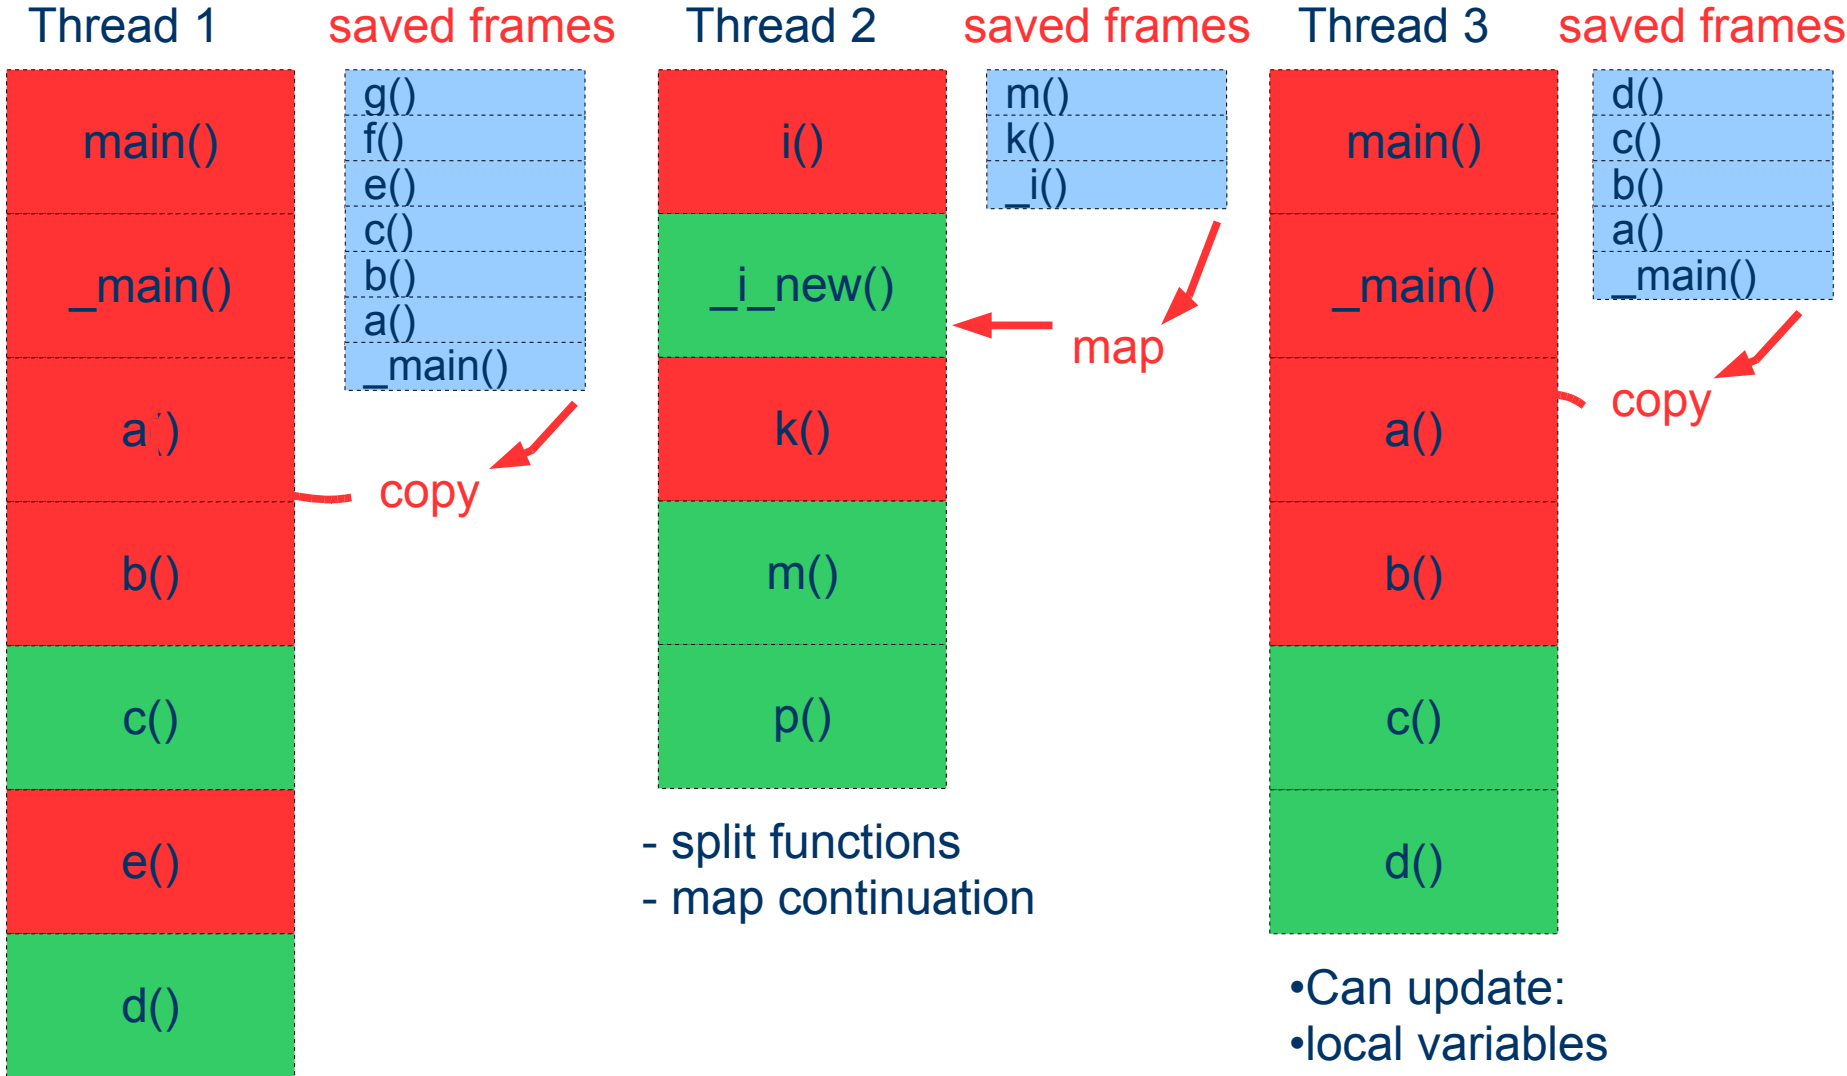 Thread 1
saved frames
main()
_main()
a()
b()
c()
e()
d()
g()
f()
e()
c()
b()
a()
_main()
copy
Thread 2
saved frames
i()
_i_new()
k()
m()
p()
m()
k()
_i()
map
- split functions
- map continuation
Thread 3
saved frames
main()
_main()
a()
b()
c()
d()
d()
c()
b()
a()
_main()
copy
•Can update:
•local variables